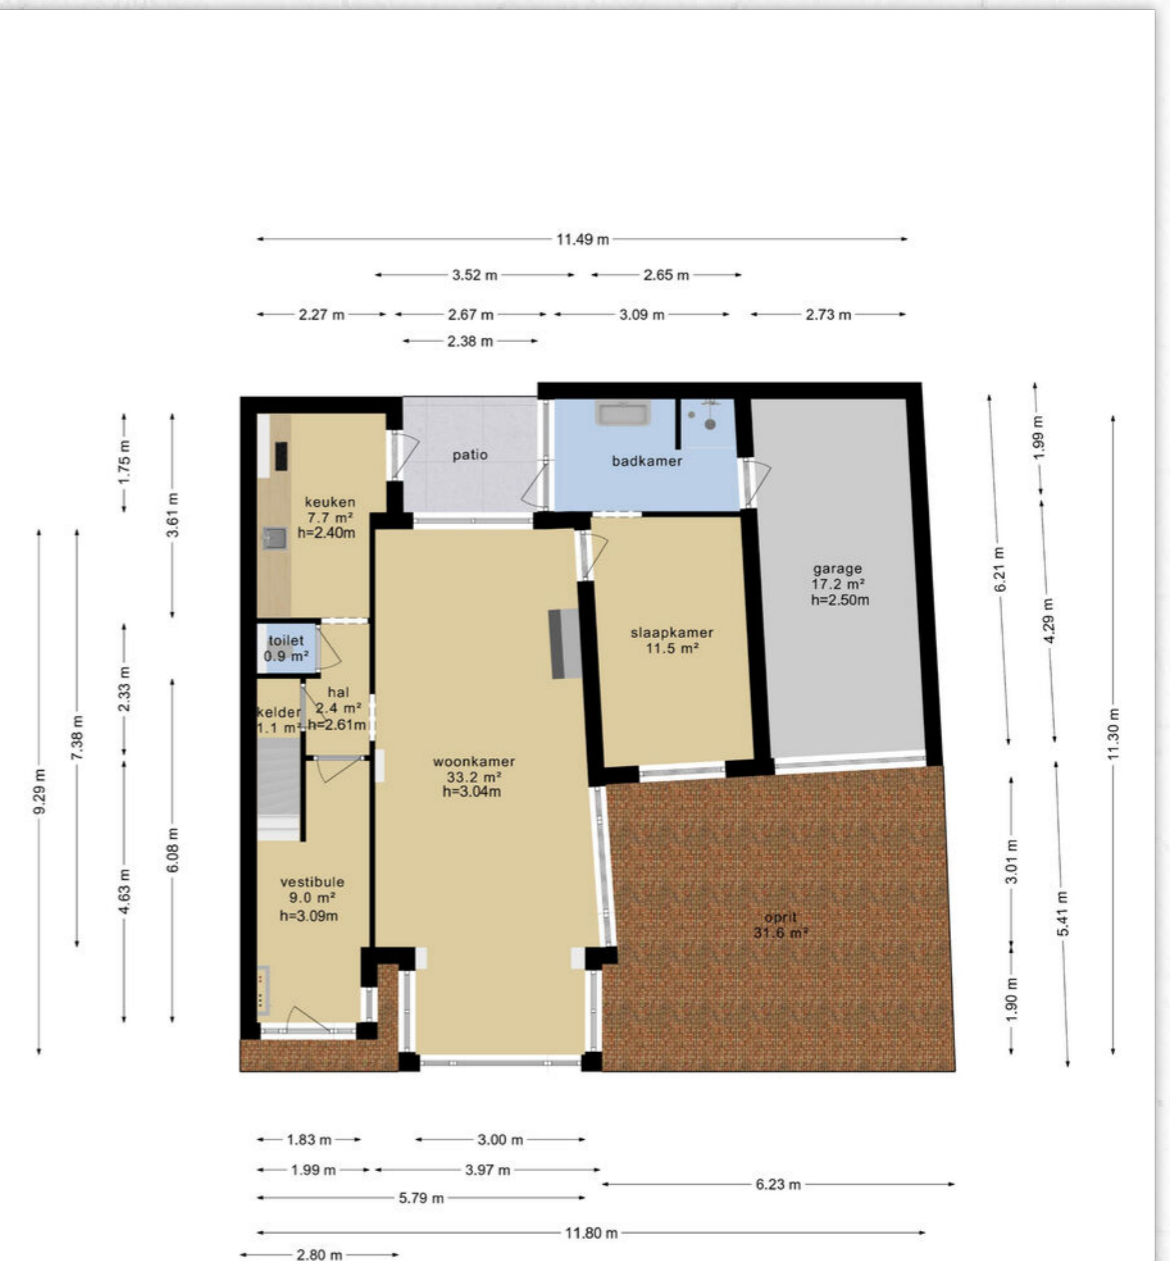 11.49 m
3.52 m
2.65 m
2.27 m
2.67 m
3.09 m
2.73 m
2.38 m
1.75 m
3.61 m
2.33 m
7.38 m
9.29 m
6.08 m
4.63 m
patio
badkamer
keuken
7.7 m²
h=2.40m
garage
17.2 m²
h=2.50m
toilet
0.9 m²
slaapkamer
11.5 m²
hal
2.4 m²
h=2.61m
kelder
1.1 m²
woonkamer
33.2 m²
h=3.04m
vestibule
9.0 m²
h=3.09m
oprit
31.6 m²
1.99 m
6.21 m
4.29 m
11.30 m
3.01 m
5.41 m
1.90 m
1.83 m
3.00 m
1.99 m
3.97 m
6.23 m
5.79 m
11.80 m
2.80 m